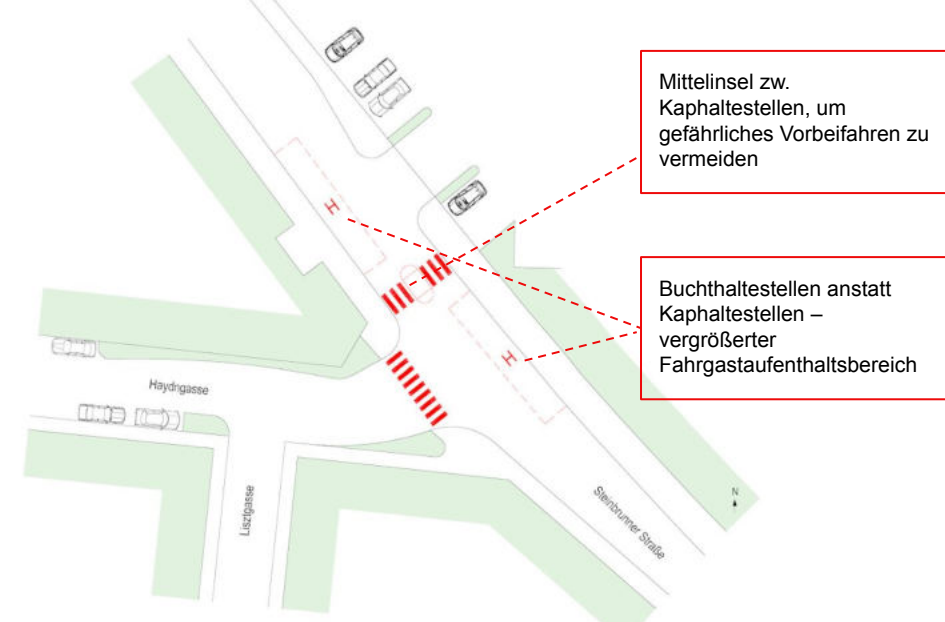 Mittelinsel zw.
Kaphaltestellen, um
gefährliches Vorbeifahren zu
vermeiden
Buchthaltestellen anstatt
Kaphaltestellen –
vergrößerter
Fahrgastaufenthaltsbereich
H
H
Haydngasse
Lisztgasse
Steinbrunner Straße
N